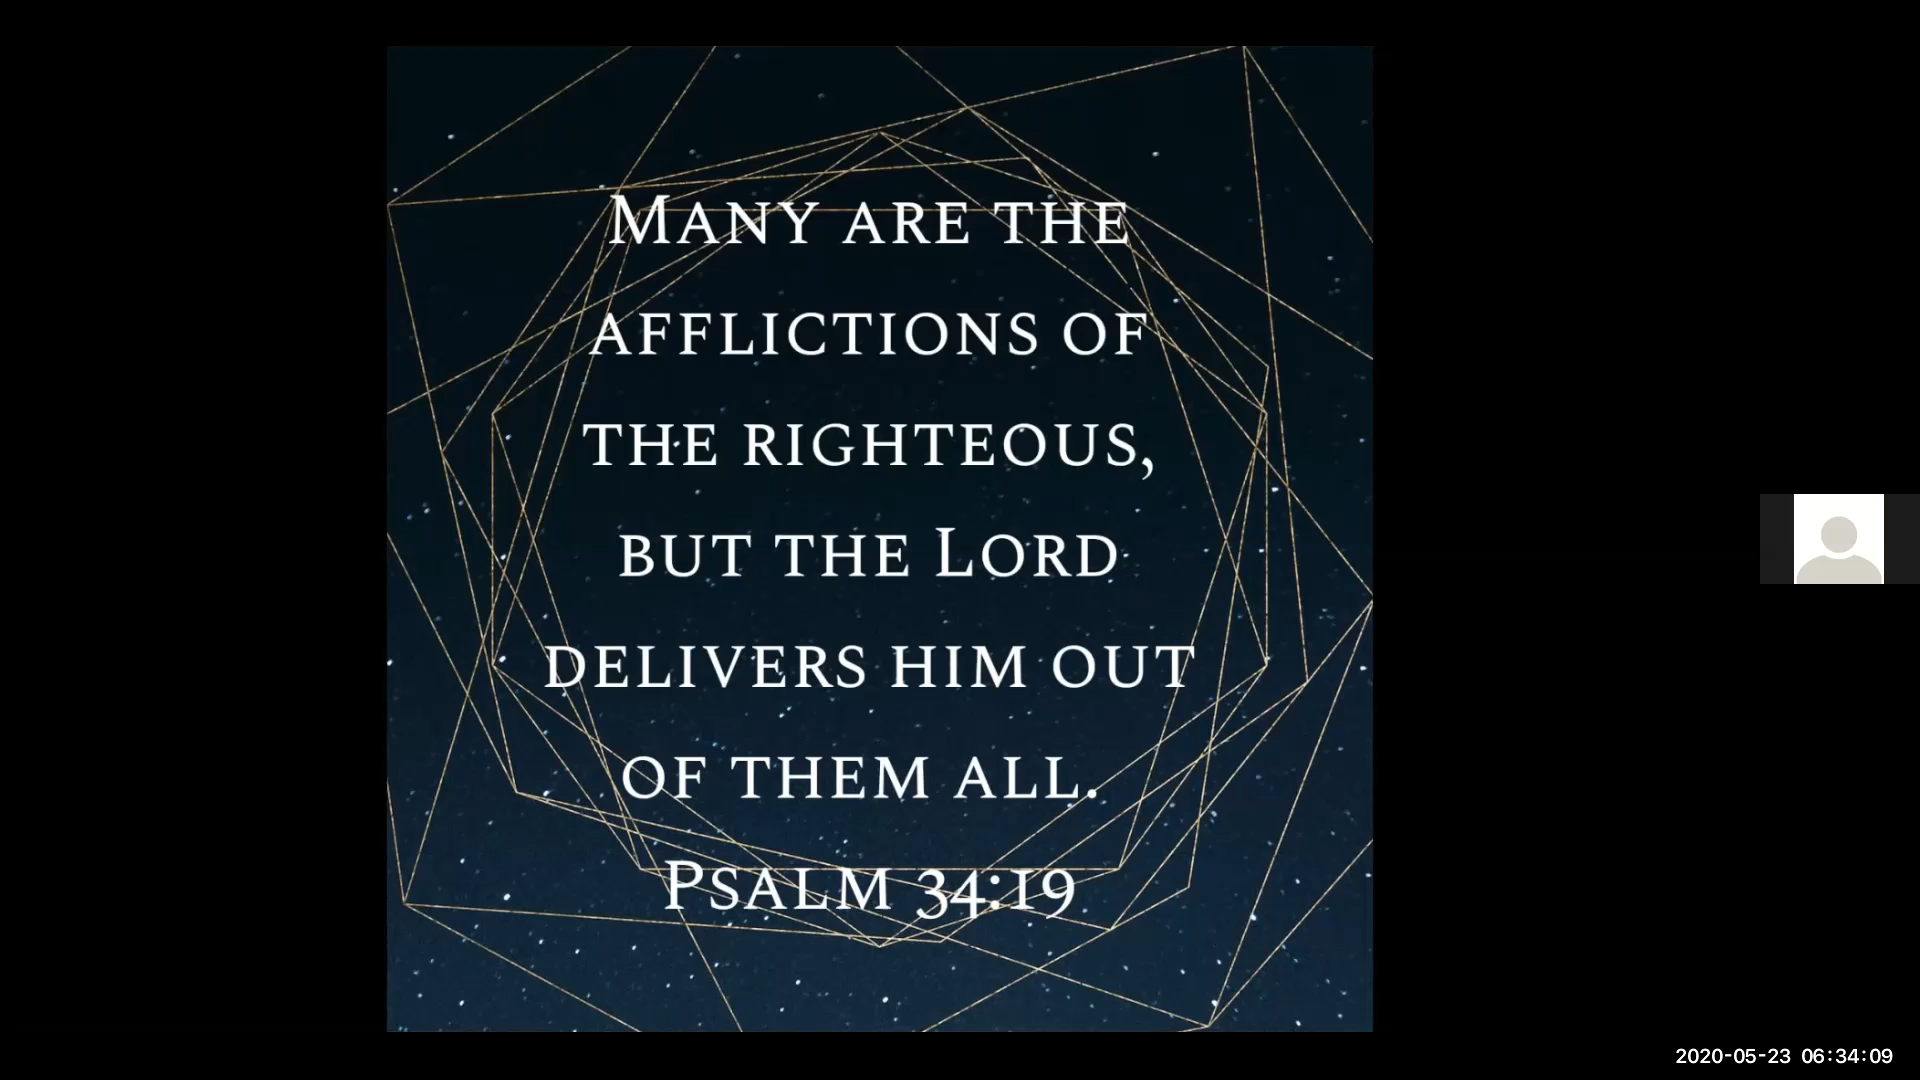 Many are the
afflictions of
the righteous,
but the Lord
delivers him out
of them all.
Psalm 34:19
2020-05-23 06:34:09